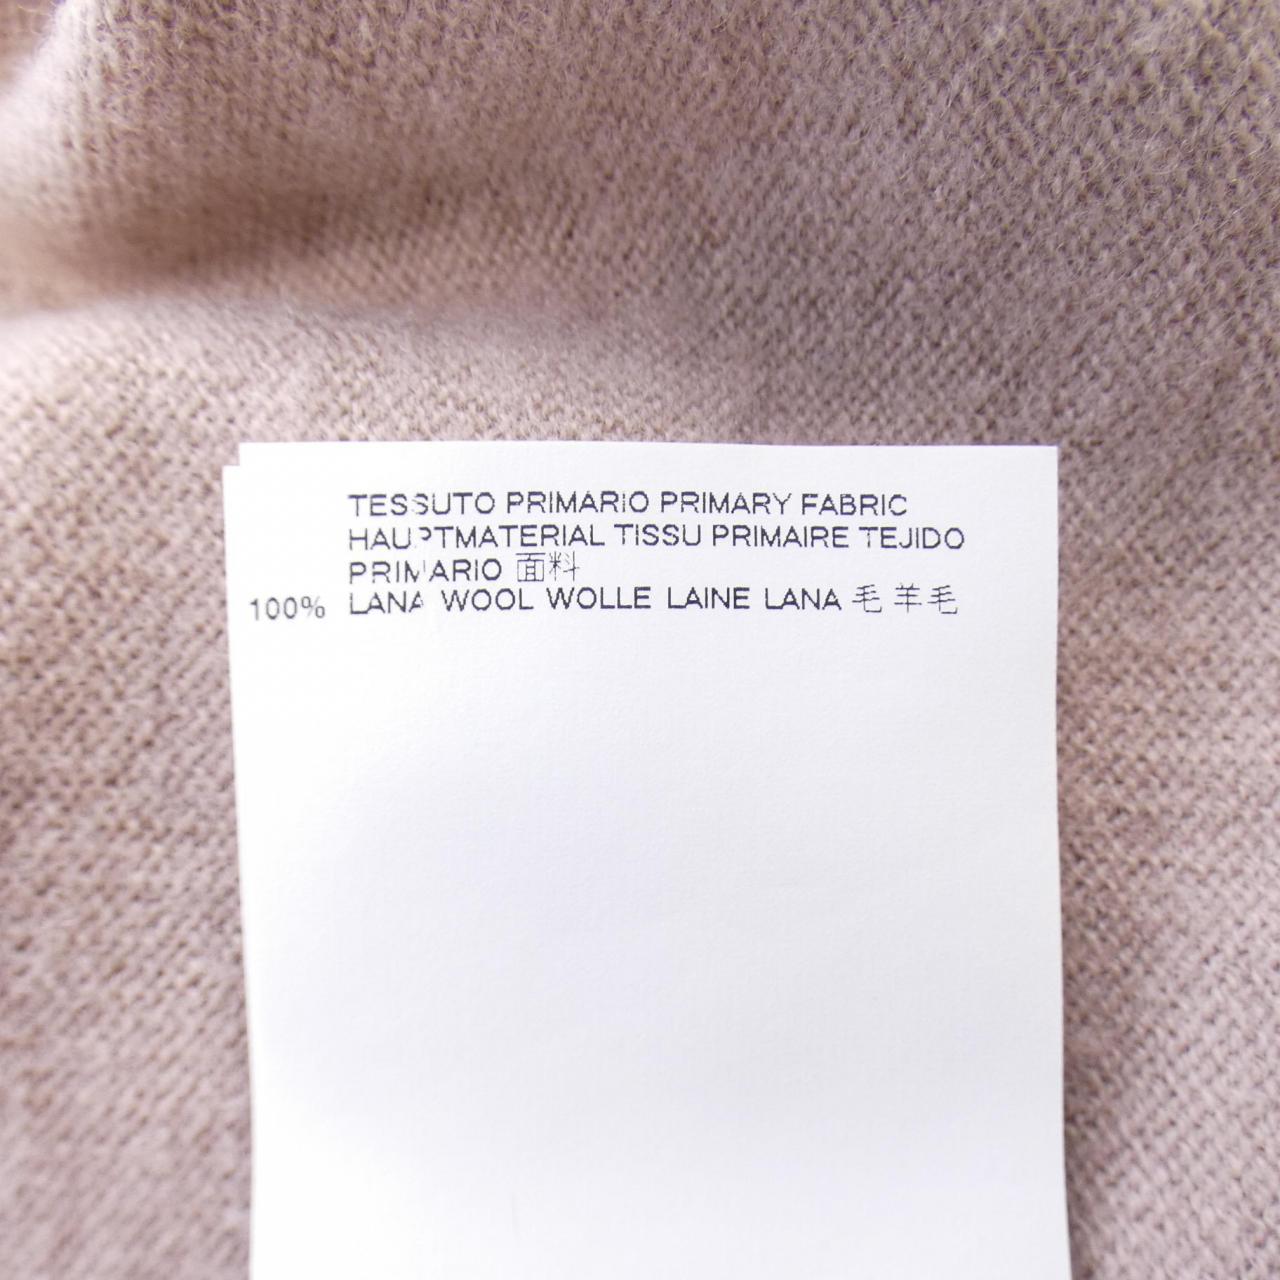 TESSUTO PRIMARIO PRIMARY FABRIC
HAUPTMATERIAL TISSU PRIMAIRE TEJIDO
PRIMARIO 面料
100% LANA WOOL WOLLE LAINE LANA 毛 羊毛